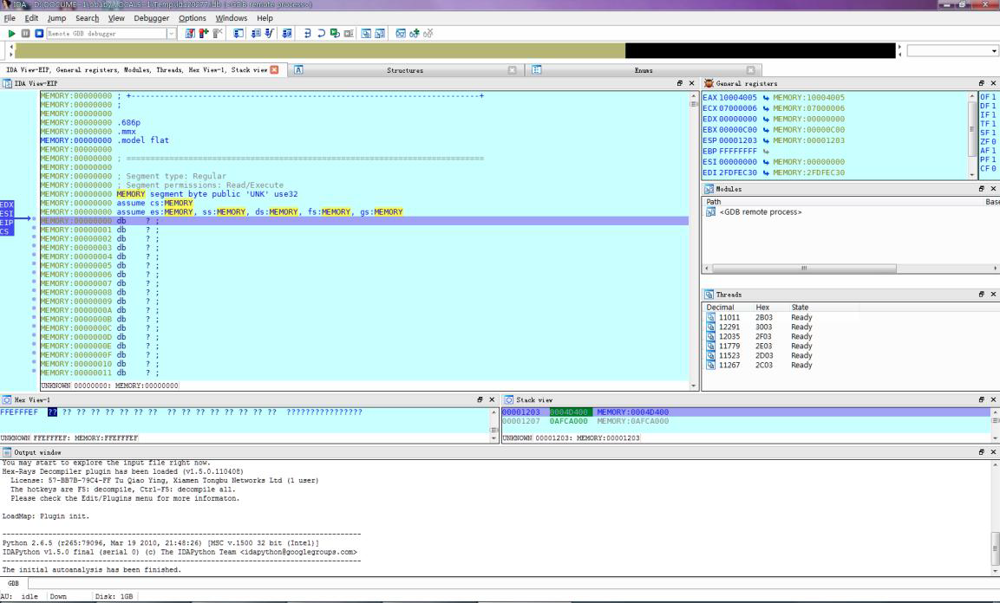 IDA - D:\DOCUME~1\obaby\LOCALS~1\Temp\ida20277.idb (<GDB remote process>)
File Edit Jump Search View Debugger Options Windows Help
Remote GDB debugger
IDA View-EIP, General registers, Modules, Threads, Hex View-1, Stack view
Structures
Enums
IDA View-EIP
MEMORY:00000000 ; +-------------------------------------------------------------------------+
MEMORY:00000000 ;
MEMORY:00000000
MEMORY:00000000 .686p
MEMORY:00000000 .mmx
MEMORY:00000000 .model flat
MEMORY:00000000
MEMORY:00000000 ; ===========================================================================
MEMORY:00000000
MEMORY:00000000 ; Segment type: Regular
MEMORY:00000000 ; Segment permissions: Read/Execute
MEMORY:00000000 MEMORY segment byte public 'UNK' use32
MEMORY:00000000 assume cs:MEMORY
MEMORY:00000000 assume es:MEMORY, ss:MEMORY, ds:MEMORY, fs:MEMORY, gs:MEMORY
EDX
ESI
EIP
CS
MEMORY:00000000 db ? ;
MEMORY:00000001 db ? ;
MEMORY:00000002 db ? ;
MEMORY:00000003 db ? ;
MEMORY:00000004 db ? ;
MEMORY:00000005 db ? ;
MEMORY:00000006 db ? ;
MEMORY:00000007 db ? ;
MEMORY:00000008 db ? ;
MEMORY:00000009 db ? ;
MEMORY:0000000A db ? ;
MEMORY:0000000B db ? ;
MEMORY:0000000C db ? ;
MEMORY:0000000D db ? ;
MEMORY:0000000E db ? ;
MEMORY:0000000F db ? ;
MEMORY:00000010 db ? ;
MEMORY:00000011 db ? ;
UNKNOWN 00000000: MEMORY:00000000
General registers
EAX 10004005 MEMORY:10004005
ECX 07000006 MEMORY:07000006
EDX 00000000 MEMORY:00000000
EBX 00000C00 MEMORY:00000C00
ESP 00001203 MEMORY:00001203
EBP FFFFFFFF
ESI 00000000 MEMORY:00000000
EDI 2FDFEC30 MEMORY:2FDFEC30
OF 1
DF 1
IF 1
TF 1
SF 1
ZF 0
AF 1
PF 1
CF 0
Modules
Path Base
<GDB remote process>
Threads
Decimal Hex State
11011 2B03 Ready
12291 3003 Ready
12035 2F03 Ready
11779 2E03 Ready
11523 2D03 Ready
11267 2C03 Ready
Hex View-1
FFEFFFEF ?? ?? ?? ?? ?? ?? ?? ?? ?? ?? ?? ?? ?? ?? ?? ?? ????????????????
UNKNOWN FFEFFFEF: MEMORY:FFEFFFEF
Stack view
00001203 0004D400 MEMORY:0004D400
00001207 0AFCA000 MEMORY:0AFCA000
UNKNOWN 00001203: MEMORY:00001203
Output window
You may start to explore the input file right now.
Hex-Rays Decompiler plugin has been loaded (v1.5.0.110408)
License: 57-BB7B-79C4-FF Tu Qiao Ying, Xiamen Tongbu Networks Ltd (1 user)
The hotkeys are F5: decompile, Ctrl-F5: decompile all.
Please check the Edit/Plugins menu for more informaton.
LoadMap: Plugin init.
---------------------------------------------------------------------------------
Python 2.6.5 (r265:79096, Mar 19 2010, 21:48:26) [MSC v.1500 32 bit (Intel)]
IDAPython v1.5.0 final (serial 0) (c) The IDAPython Team <idapython@googlegroups.com>
---------------------------------------------------------------------------------
The initial autoanalysis has been finished.
GDB
AU: idle Down Disk: 1GB